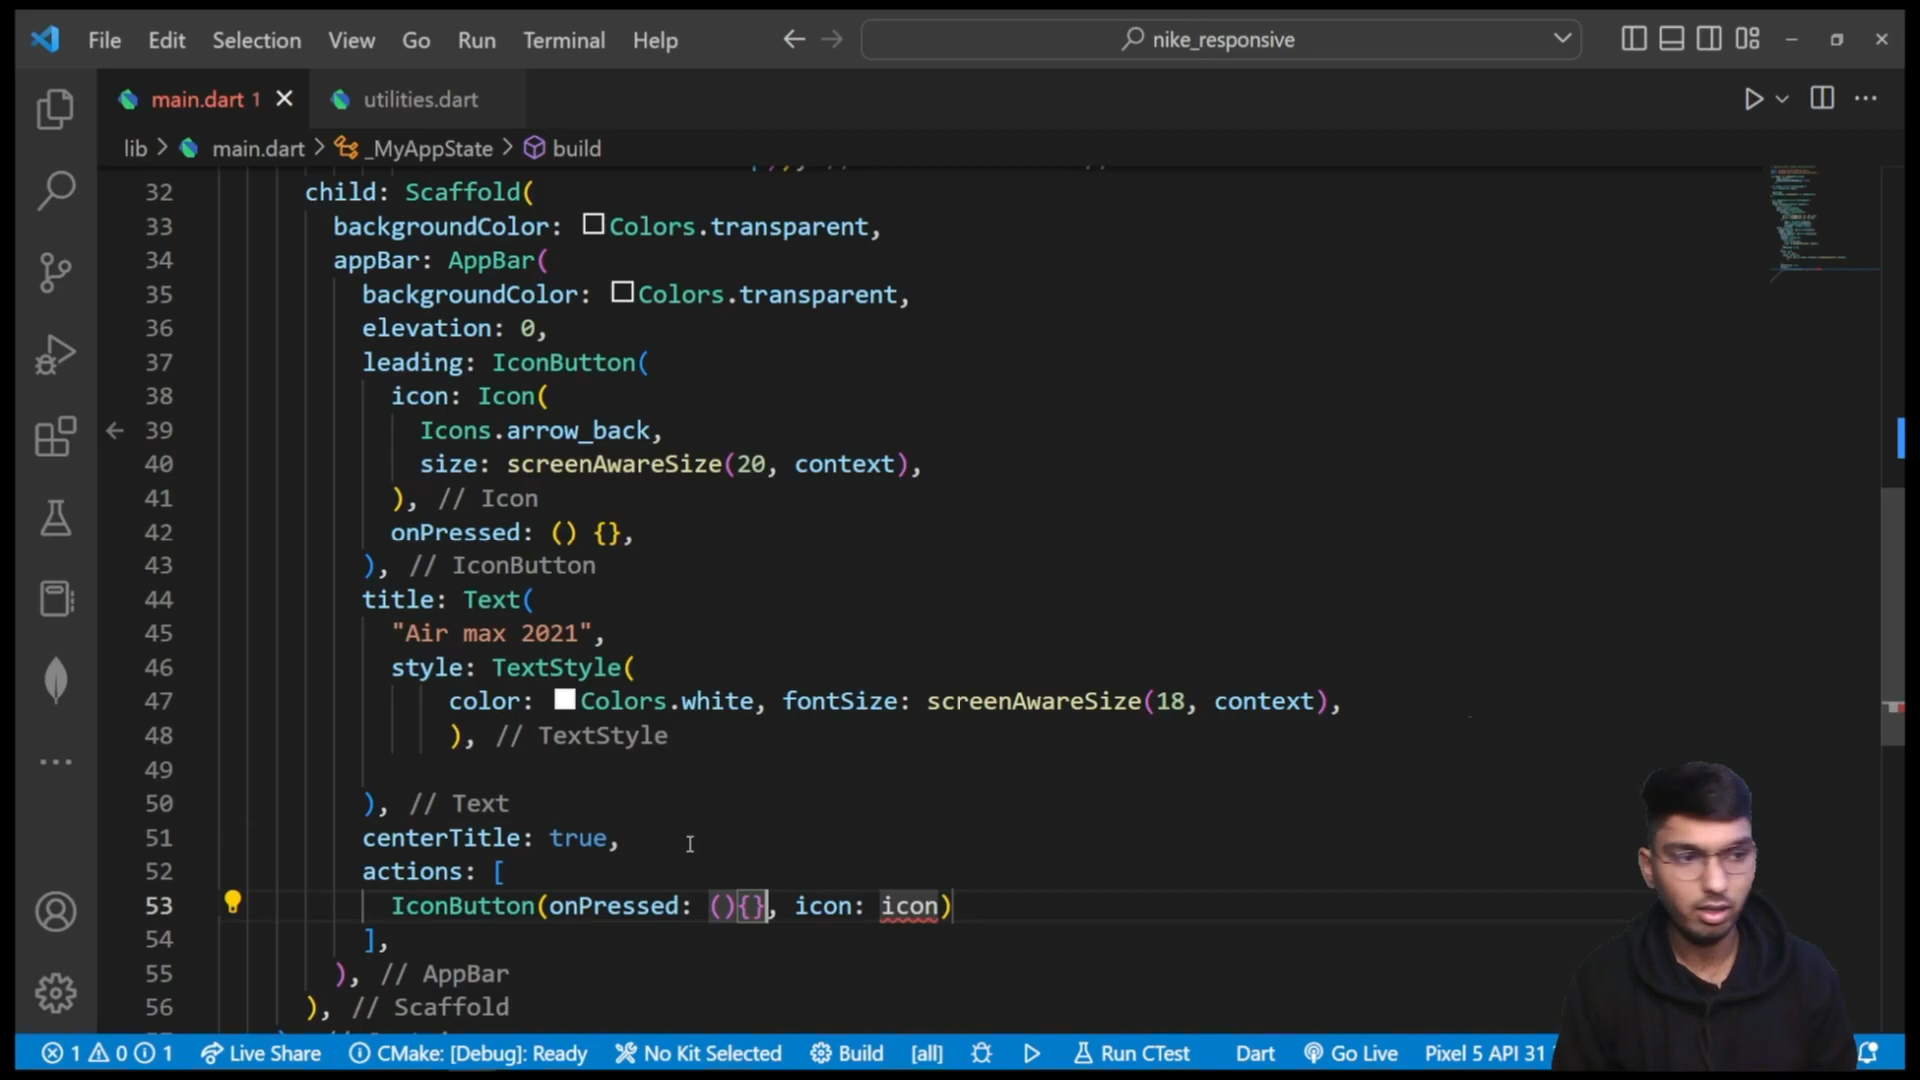 File Edit Selection View Go Run Terminal Help nike_responsive
main.dart 1 utilities.dart
lib > main.dart > _MyAppState > build
32 child: Scaffold(
33 backgroundColor: Colors.transparent,
34 appBar: AppBar(
35 backgroundColor: Colors.transparent,
36 elevation: 0,
37 leading: IconButton(
38 icon: Icon(
39 Icons.arrow_back,
40 size: screenAwareSize(20, context),
41 ), // Icon
42 onPressed: () {},
43 ), // IconButton
44 title: Text(
45 "Air max 2021",
46 style: TextStyle(
47 color: Colors.white, fontSize: screenAwareSize(18, context),
48 ), // TextStyle
49
50 ), // Text
51 centerTitle: true,
52 actions: [
53 IconButton(onPressed: (){}, icon: icon)
54 ],
55 ), // AppBar
56 ), // Scaffold
1 0 1 Live Share CMake: [Debug]: Ready No Kit Selected Build [all] Run CTest Dart Go Live Pixel 5 API 31